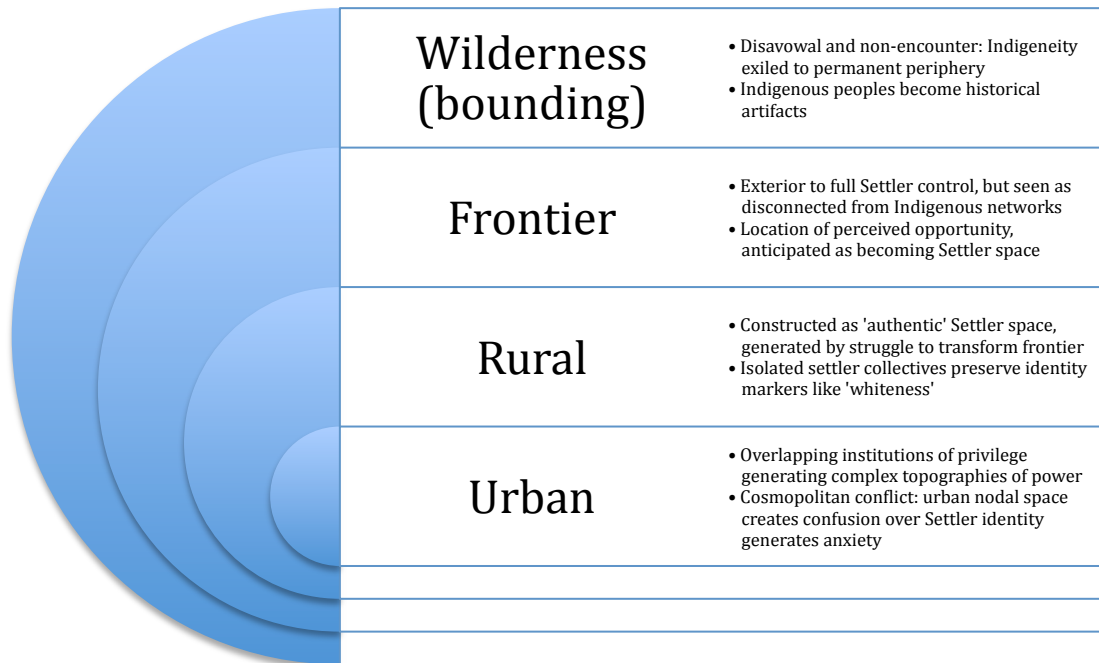 Wilderness
(bounding)
• Disavowal and non-encounter: Indigeneity
exiled to permanent periphery
• Indigenous peoples become historical
artifacts
Frontier
• Exterior to full Settler control, but seen as
disconnected from Indigenous networks
• Location of perceived opportunity,
anticipated as becoming Settler space
Rural
• Constructed as 'authentic' Settler space,
generated by struggle to transform frontier
• Isolated settler collectives preserve identity
markers like 'whiteness'
Urban
• Overlapping institutions of privilege
generating complex topographies of power
• Cosmopolitan conflict: urban nodal space
creates confusion over Settler identity
generates anxiety